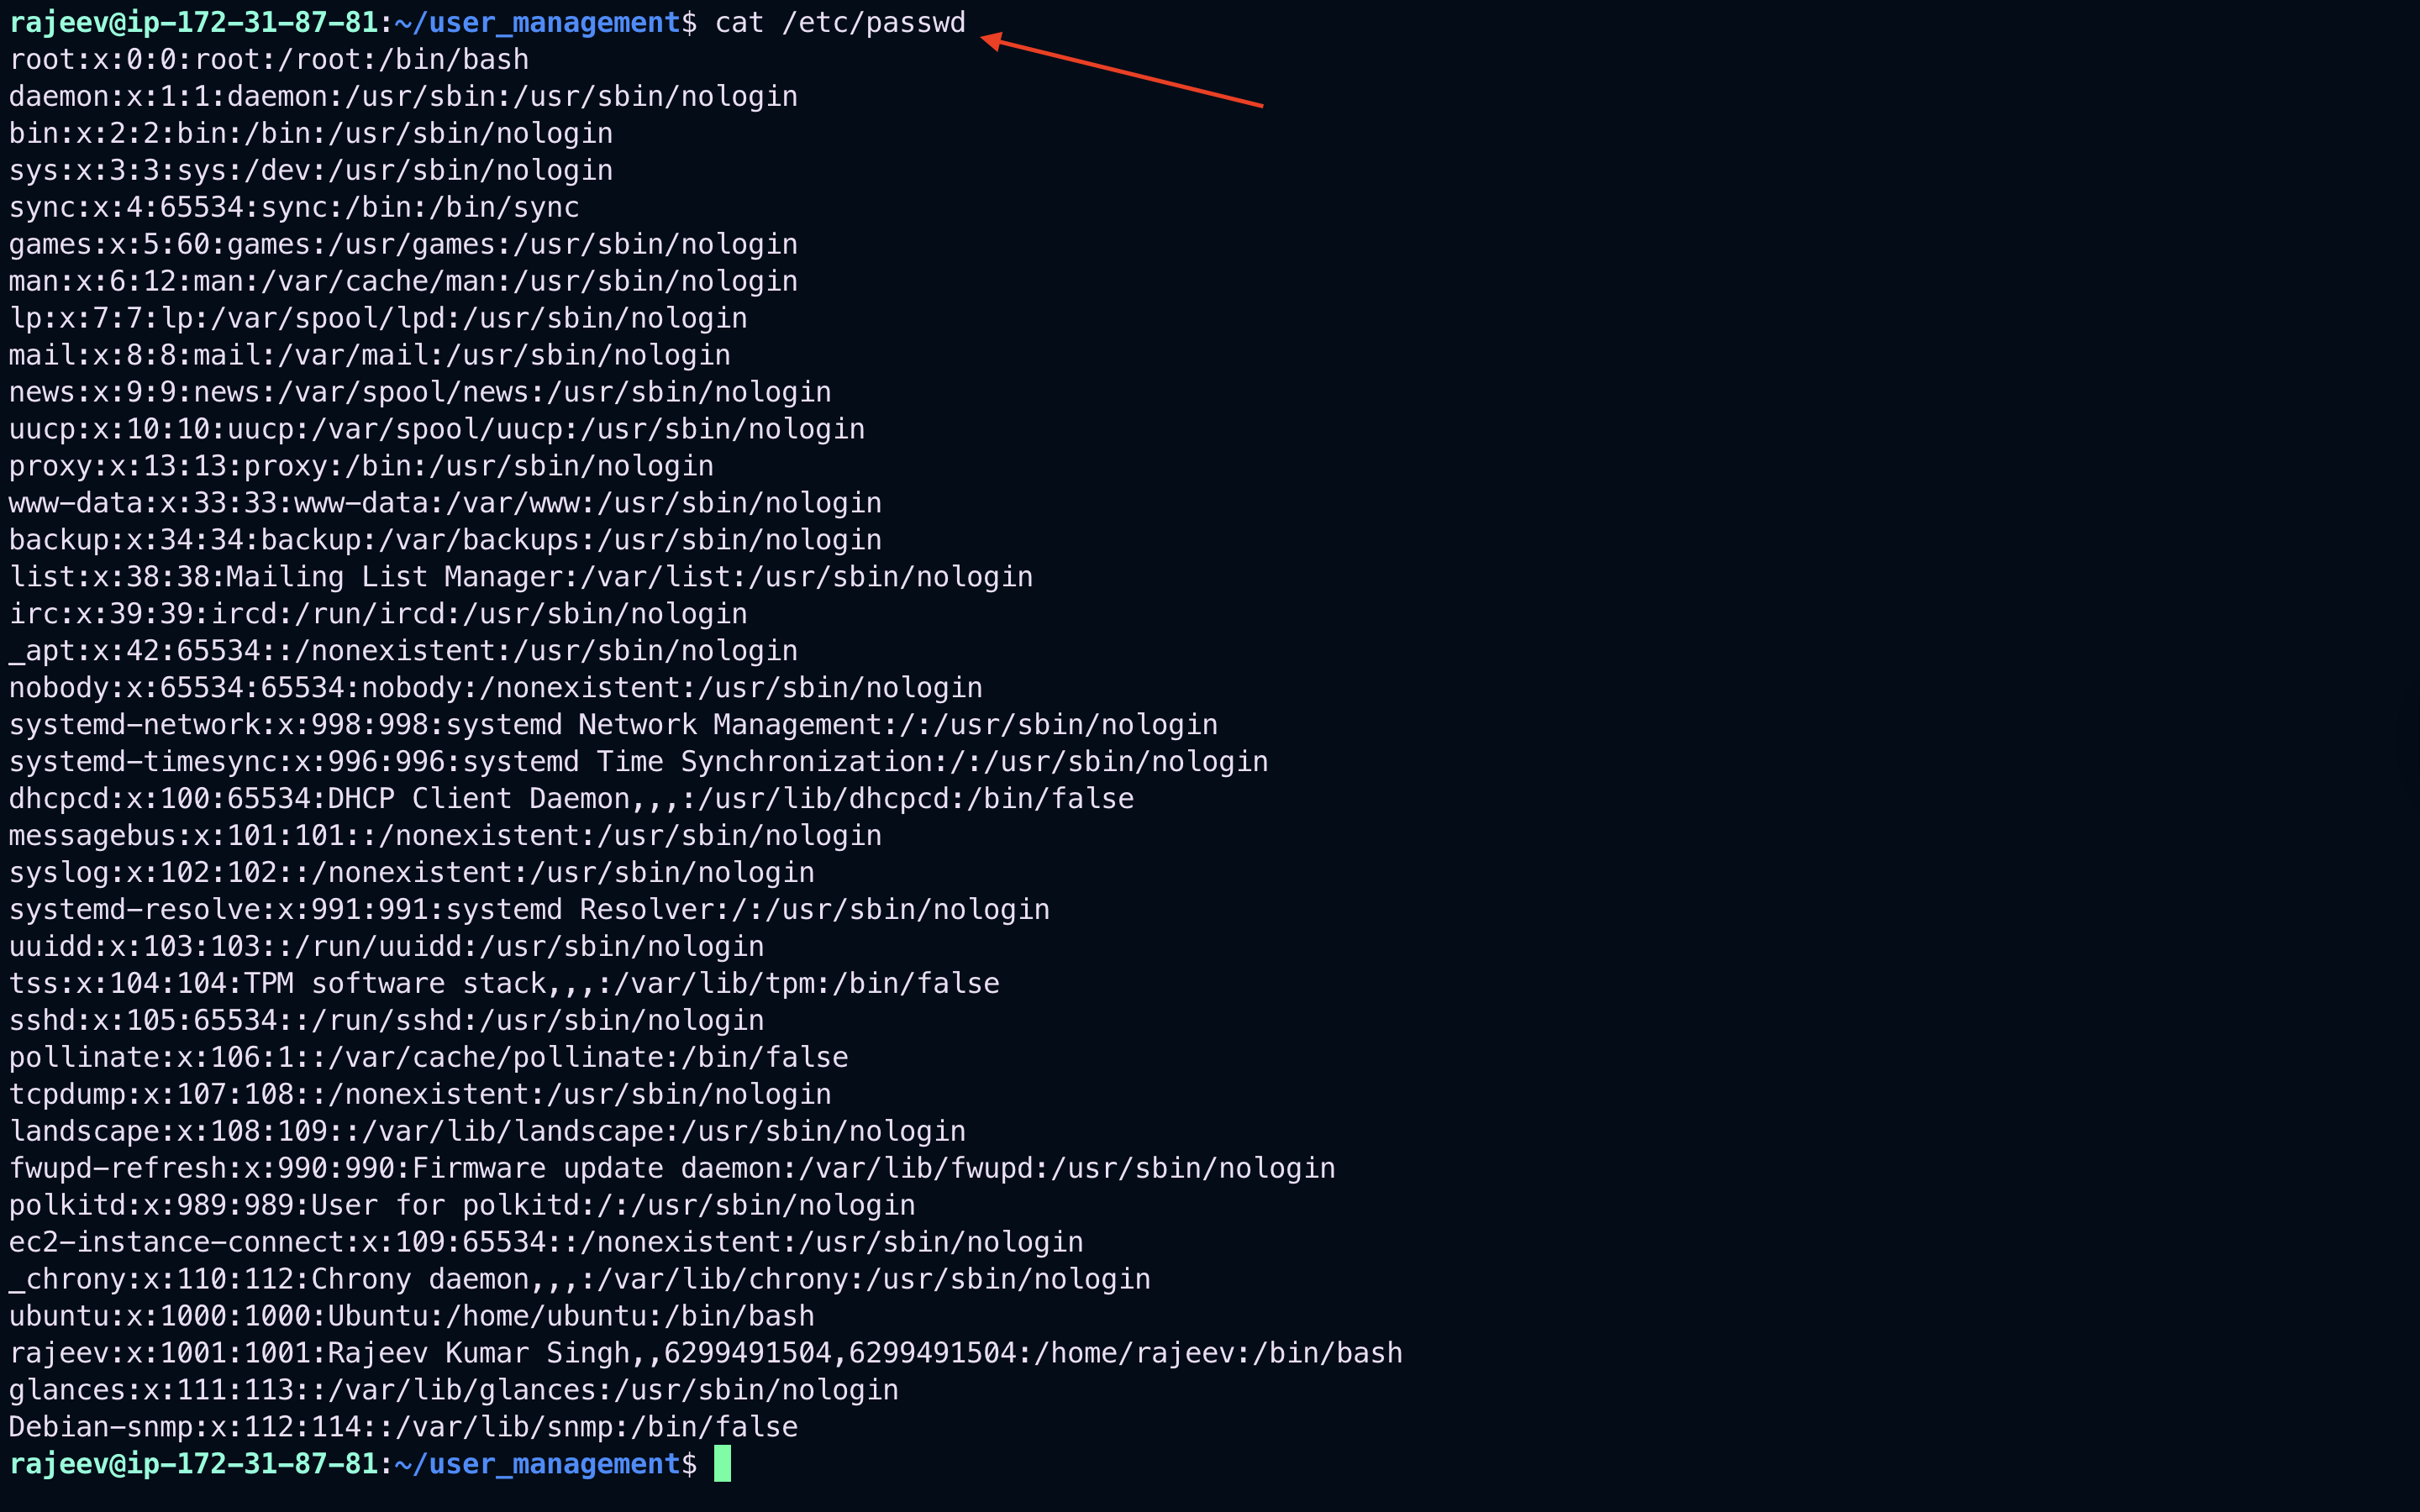 rajeev@ip-172-31-87-81:~/user_management$ cat /etc/passwd
root:x:0:0:root:/root:/bin/bash
daemon:x:1:1:daemon:/usr/sbin:/usr/sbin/nologin
bin:x:2:2:bin:/bin:/usr/sbin/nologin
sys:x:3:3:sys:/dev:/usr/sbin/nologin
sync:x:4:65534:sync:/bin:/bin/sync
games:x:5:60:games:/usr/games:/usr/sbin/nologin
man:x:6:12:man:/var/cache/man:/usr/sbin/nologin
lp:x:7:7:lp:/var/spool/lpd:/usr/sbin/nologin
mail:x:8:8:mail:/var/mail:/usr/sbin/nologin
news:x:9:9:news:/var/spool/news:/usr/sbin/nologin
uucp:x:10:10:uucp:/var/spool/uucp:/usr/sbin/nologin
proxy:x:13:13:proxy:/bin:/usr/sbin/nologin
www-data:x:33:33:www-data:/var/www:/usr/sbin/nologin
backup:x:34:34:backup:/var/backups:/usr/sbin/nologin
list:x:38:38:Mailing List Manager:/var/list:/usr/sbin/nologin
irc:x:39:39:ircd:/run/ircd:/usr/sbin/nologin
_apt:x:42:65534::/nonexistent:/usr/sbin/nologin
nobody:x:65534:65534:nobody:/nonexistent:/usr/sbin/nologin
systemd-network:x:998:998:systemd Network Management:/:/usr/sbin/nologin
systemd-timesync:x:996:996:systemd Time Synchronization:/:/usr/sbin/nologin
dhcpcd:x:100:65534:DHCP Client Daemon,,,:/usr/lib/dhcpcd:/bin/false
messagebus:x:101:101::/nonexistent:/usr/sbin/nologin
syslog:x:102:102::/nonexistent:/usr/sbin/nologin
systemd-resolve:x:991:991:systemd Resolver:/:/usr/sbin/nologin
uuidd:x:103:103::/run/uuidd:/usr/sbin/nologin
tss:x:104:104:TPM software stack,,,:/var/lib/tpm:/bin/false
sshd:x:105:65534::/run/sshd:/usr/sbin/nologin
pollinate:x:106:1::/var/cache/pollinate:/bin/false
tcpdump:x:107:108::/nonexistent:/usr/sbin/nologin
landscape:x:108:109::/var/lib/landscape:/usr/sbin/nologin
fwupd-refresh:x:990:990:Firmware update daemon:/var/lib/fwupd:/usr/sbin/nologin
polkitd:x:989:989:User for polkitd:/:/usr/sbin/nologin
ec2-instance-connect:x:109:65534::/nonexistent:/usr/sbin/nologin
_chrony:x:110:112:Chrony daemon,,,:/var/lib/chrony:/usr/sbin/nologin
ubuntu:x:1000:1000:Ubuntu:/home/ubuntu:/bin/bash
rajeev:x:1001:1001:Rajeev Kumar Singh,,6299491504,6299491504:/home/rajeev:/bin/bash
glances:x:111:113::/var/lib/glances:/usr/sbin/nologin
Debian-snmp:x:112:114::/var/lib/snmp:/bin/false
rajeev@ip-172-31-87-81:~/user_management$